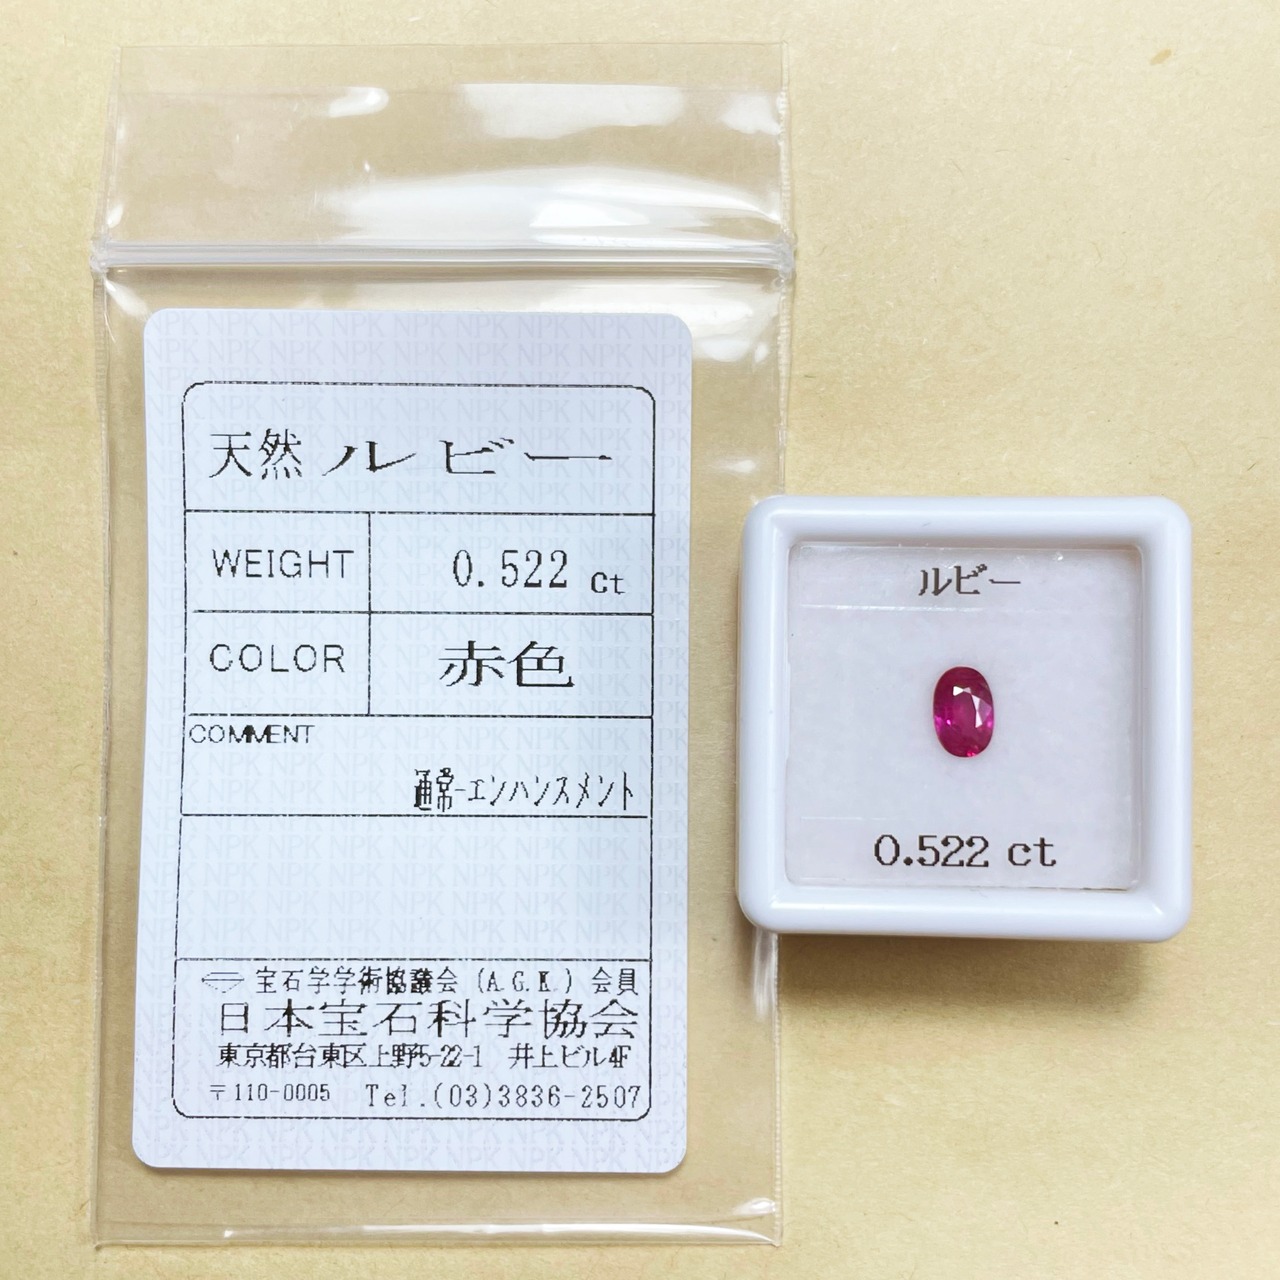 天然ルビー
WEIGHT 0.522 ct
COLOR 赤色
COMMENT
通常-エンハンスメント
宝石学学術協議会 (A.G.K.) 会員
日本宝石科学協会
東京都台東区上野5-22-1 井上ビル4F
〒110-0005 Tel.(03)3836-2507
ルビー
0.522 ct